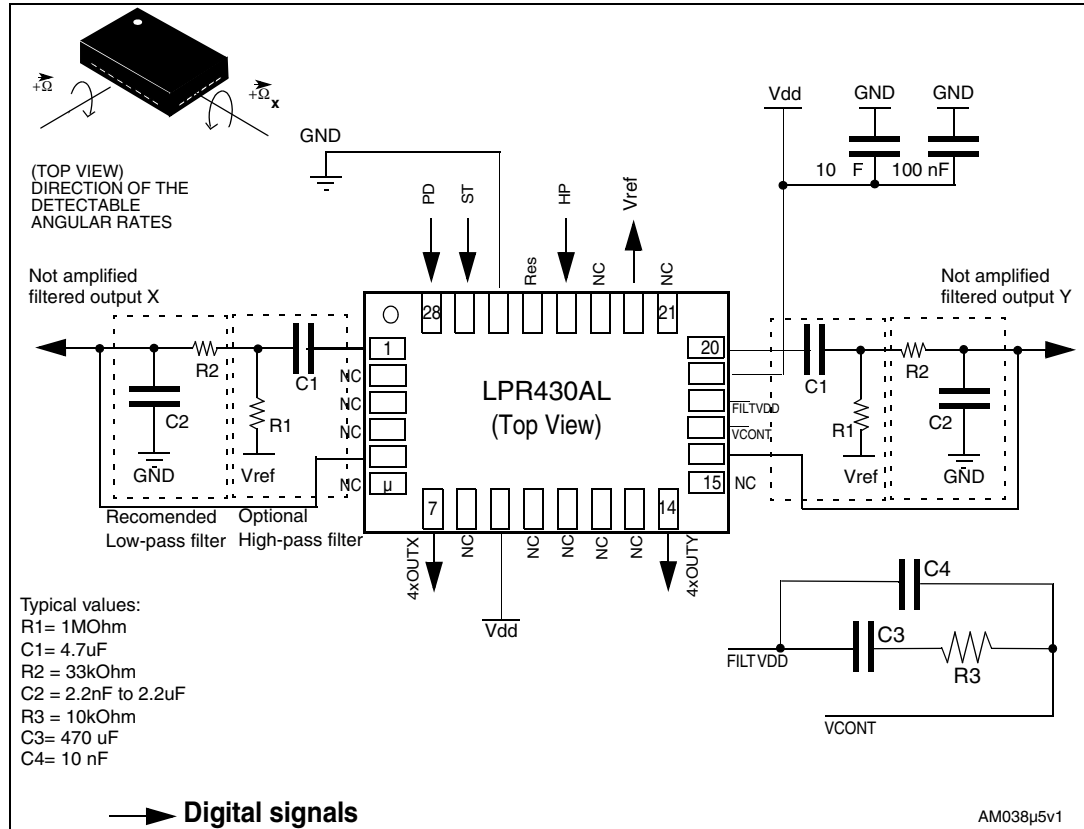 +Ω
+Ω x
(TOP VIEW)
DIRECTION OF THE
DETECTABLE
ANGULAR RATES
GND
PD
ST
Res
HP
NC
Vref
NC
Vdd
GND
GND
10 F
100 nF
Not amplified
filtered output X
Not amplified
filtered output Y
28
21
1
20
NC
NC
NC
NC
µ
LPR430AL
(Top View)
FILTVDD
VCONT
15
NC
7
14
R2
C1
C2
R1
GND
Vref
Recomended
Low-pass filter
Optional
High-pass filter
C1
R2
R1
C2
Vref
GND
4xOUTX
NC
Vdd
NC
NC
NC
NC
4xOUTY
C4
C3
R3
FILTVDD
VCONT
Typical values:
R1= 1MOhm
C1= 4.7uF
R2 = 33kOhm
C2 = 2.2nF to 2.2uF
R3 = 10kOhm
C3= 470 uF
C4= 10 nF
Digital signals
AM038µ5v1